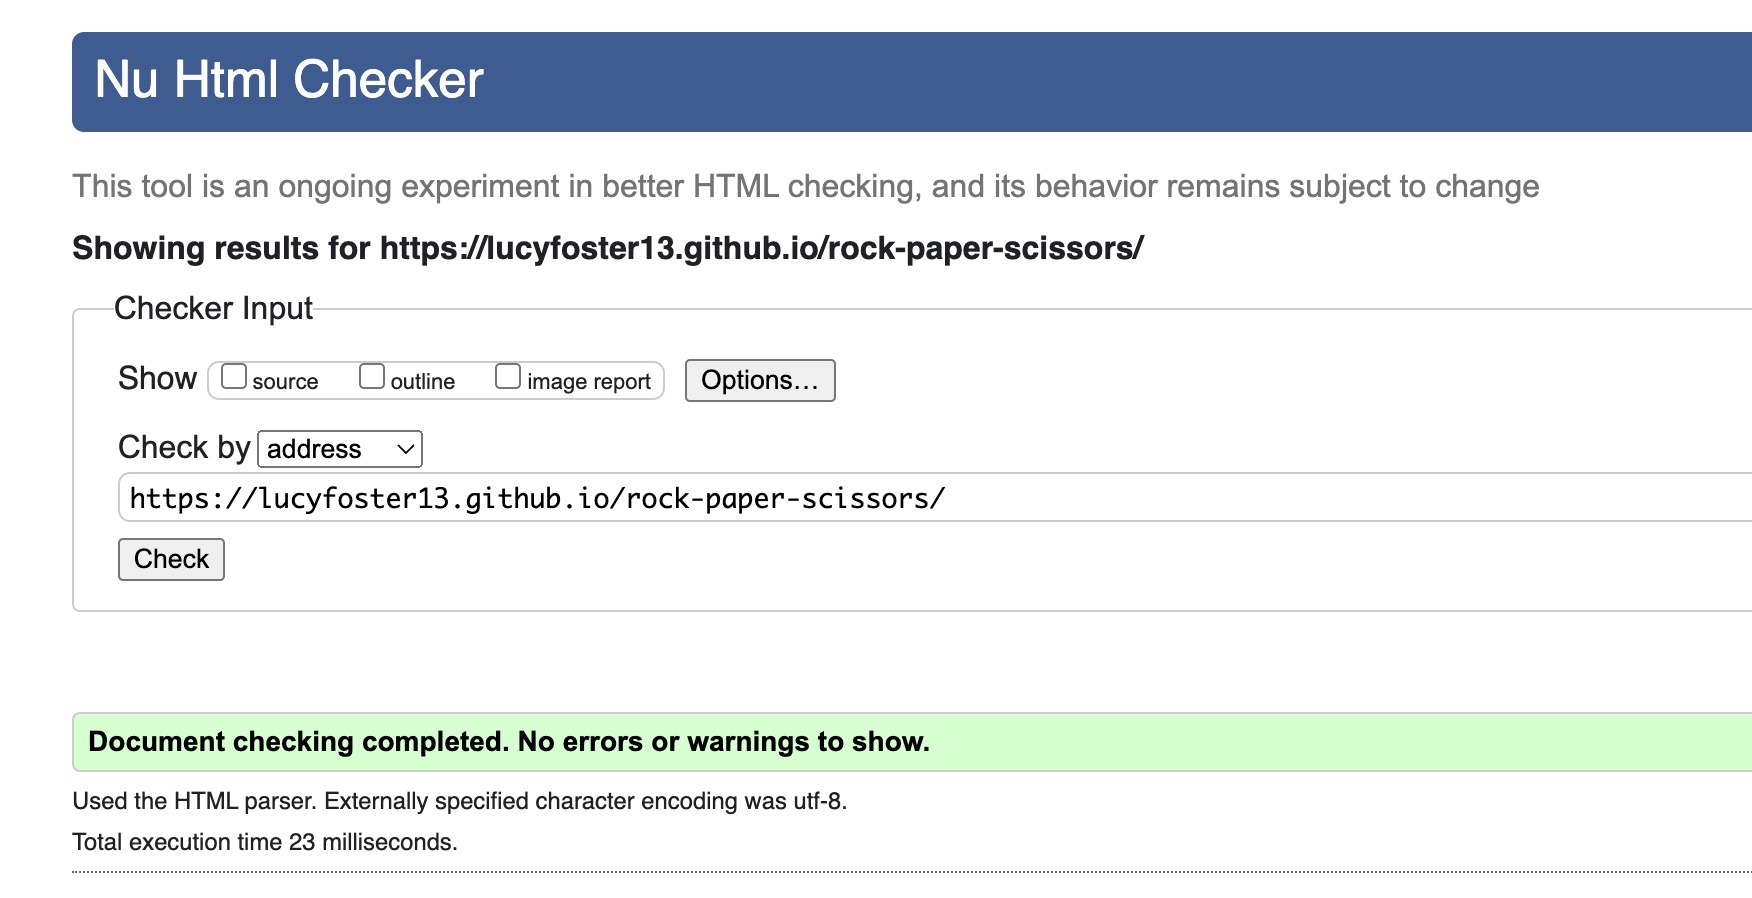 Nu Html Checker
This tool is an ongoing experiment in better HTML checking, and its behavior remains subject to change
Showing results for https://lucyfoster13.github.io/rock-paper-scissors/
Checker Input
Show source outline image report Options...
Check by address
https://lucyfoster13.github.io/rock-paper-scissors/
Check
Document checking completed. No errors or warnings to show.
Used the HTML parser. Externally specified character encoding was utf-8.
Total execution time 23 milliseconds.